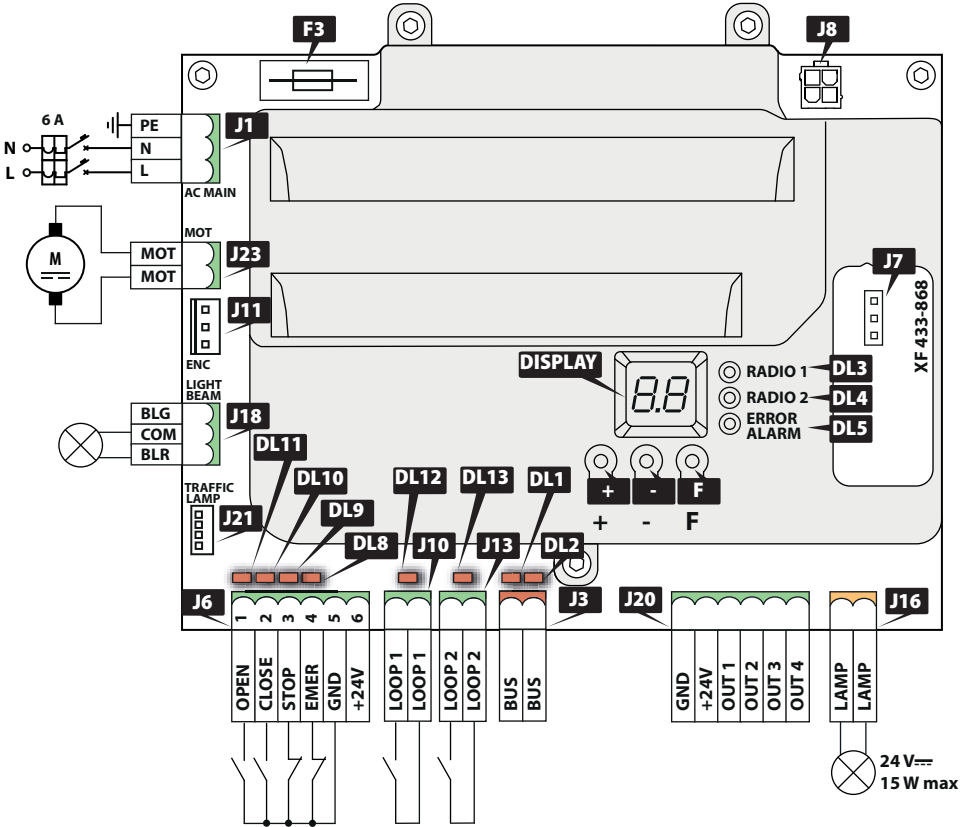 F3
J8
6 A
PE
J1
N
N
L
L
AC MAIN
MOT
MOT
J23
M
MOT
J7
J11
XF 433-868
ENC
DISPLAY
8.8
RADIO 1
DL3
RADIO 2
DL4
ERROR
ALARM
DL5
LIGHT
BEAM
BLG
J18
COM
BLR
DL11
DL10
DL12
DL13
DL1
+
-
F
+
-
F
TRAFFIC
LAMP
J21
DL9
DL8
J10
J13
DL2
J6
J3
J20
J16
1
2
3
4
5
6
OPEN
CLOSE
STOP
EMER
GND
+24V
LOOP 1
LOOP 1
LOOP 2
LOOP 2
BUS
BUS
GND
+24V
OUT 1
OUT 2
OUT 3
OUT 4
LAMP
LAMP
24 V
15 W max